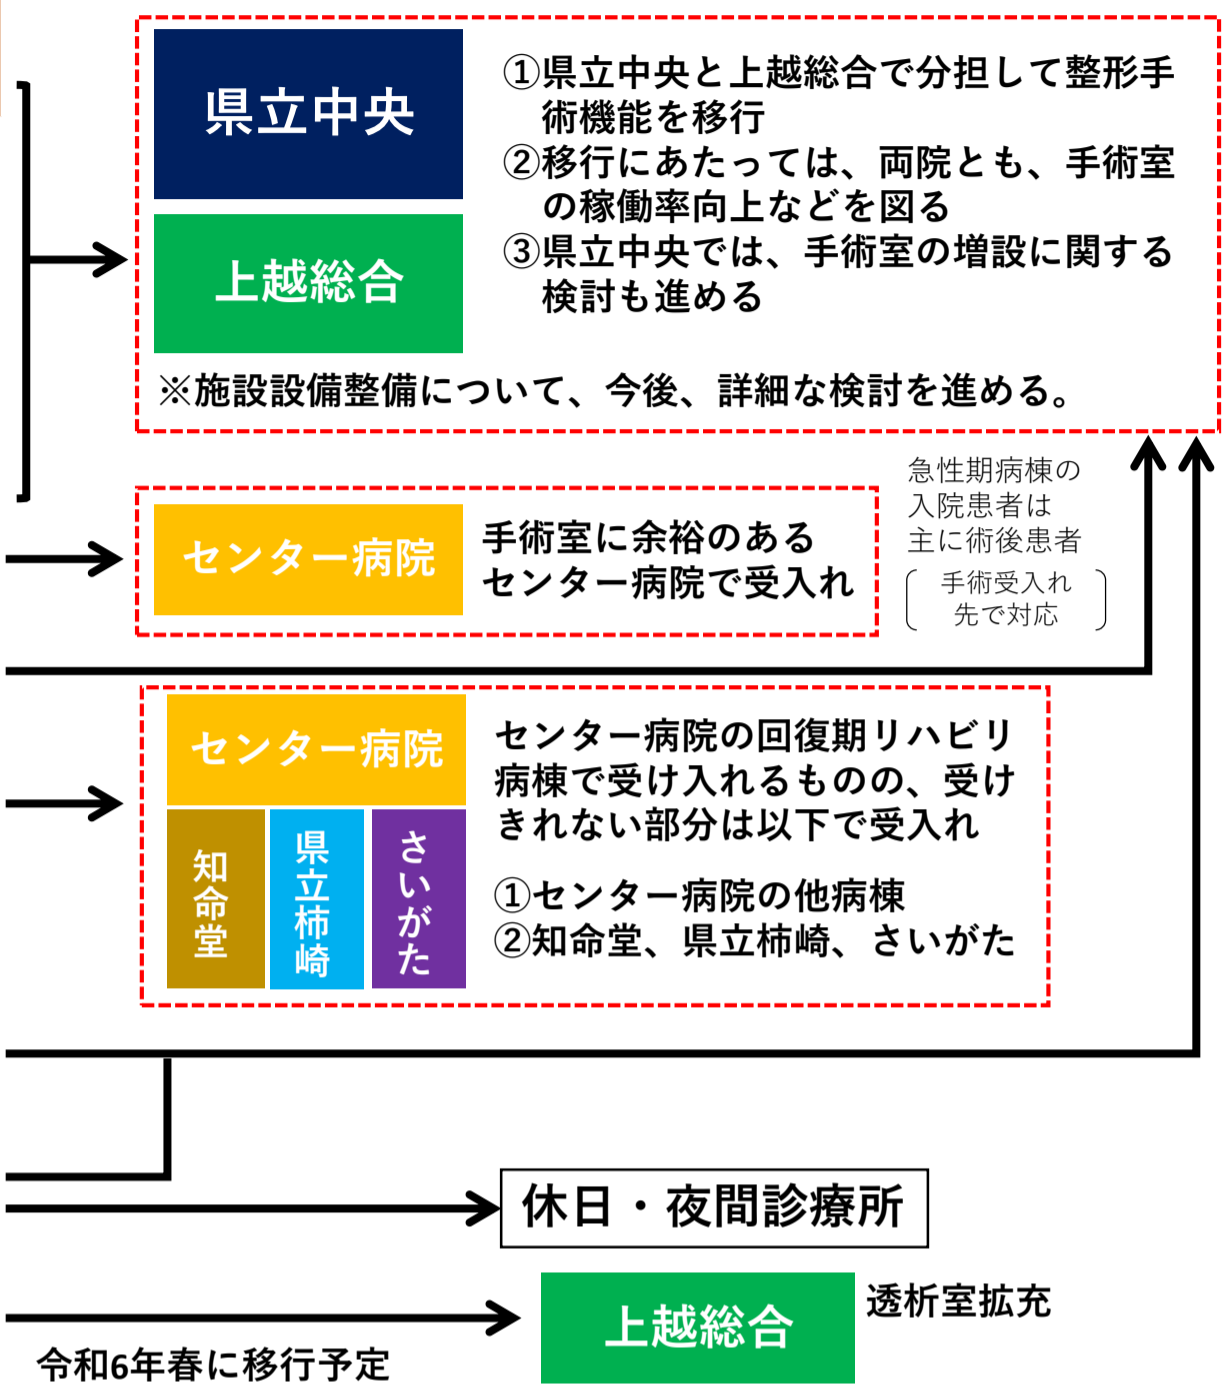 県立中央
上越総合
①県立中央と上越総合で分担して整形手
術機能を移行
②移行にあたっては、両院とも、手術室
の稼働率向上などを図る
③県立中央では、手術室の増設に関する
検討も進める
※施設設備整備について、今後、詳細な検討を進める。
センター病院
手術室に余裕のある
センター病院で受入れ
急性期病棟の
入院患者は
主に術後患者
手術受入れ
先で対応
センター病院
知命堂
県立柿崎
さいがた
センター病院の回復期リハビリ
病棟で受け入れるものの、受け
きれない部分は以下で受入れ
①センター病院の他病棟
②知命堂、県立柿崎、さいがた
休日・夜間診療所
上越総合
透析室拡充
令和6年春に移行予定